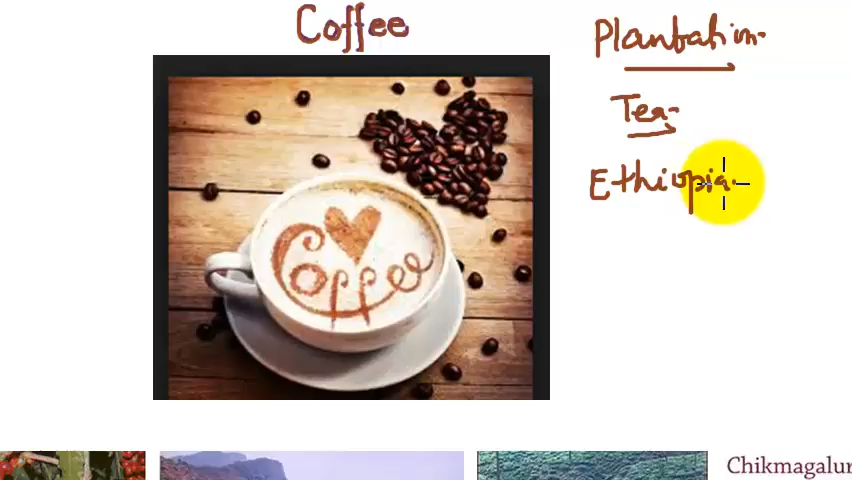 Coffee
Plantation
Tea
Ethiopia
Coffee
Chikmagalur